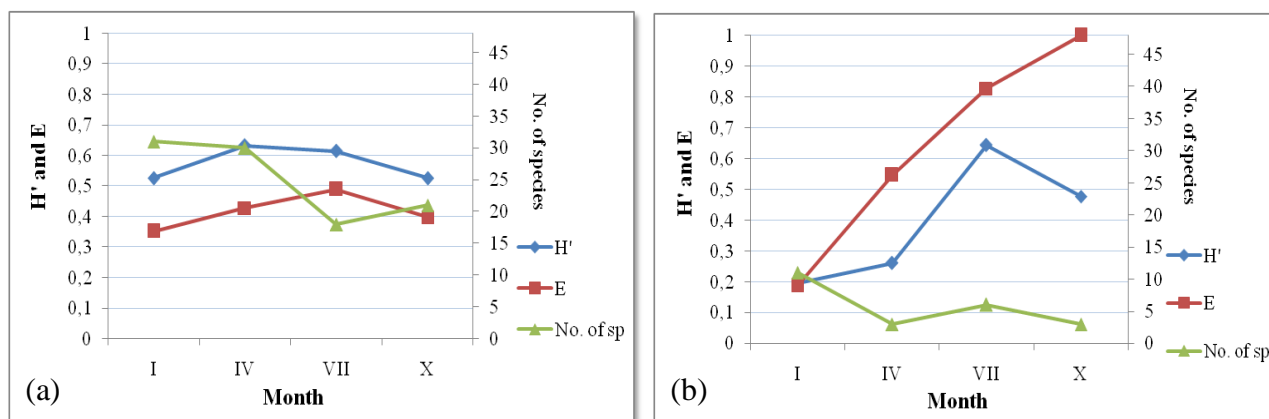 1
0,9
0,8
0,7
0,6
0,5
0,4
0,3
0,2
0,1
0
H' and E
45
40
35
30
25
20
15
10
5
0
No. of species
H'
E
No. of sp
I IV VII X
Month
(a)
1
0,9
0,8
0,7
0,6
0,5
0,4
0,3
0,2
0,1
0
H' and E
45
40
35
30
25
20
15
10
5
0
No. of species
H'
E
No. of sp
I IV VII X
Month
(b)